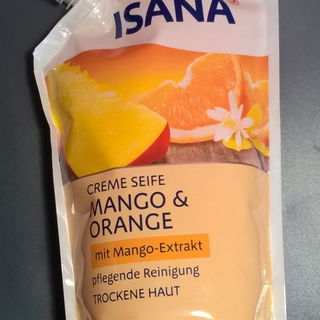 ISANA
CREME SEIFE
MANGO &
ORANGE
mit Mango-Extrakt
pflegende Reinigung
TROCKENE HAUT